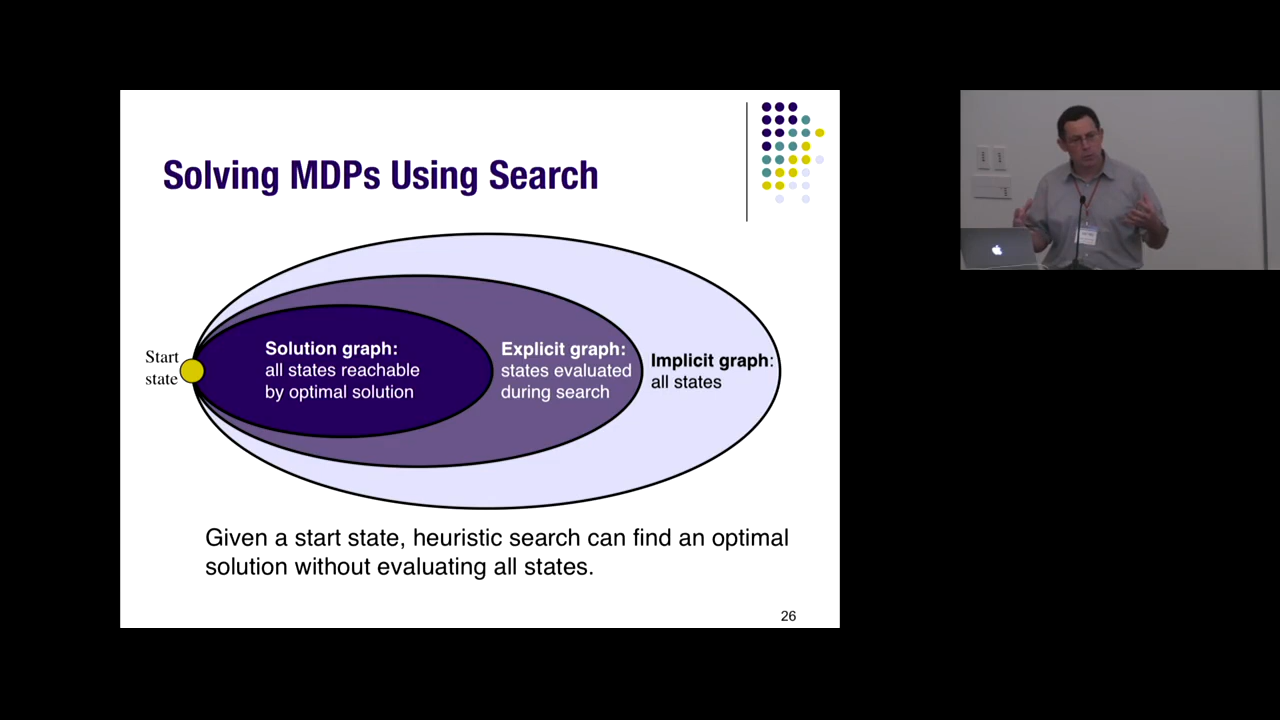 Solving MDPs Using Search
Start
state
Solution graph:
all states reachable
by optimal solution
Explicit graph:
states evaluated
during search
Implicit graph:
all states
Given a start state, heuristic search can find an optimal
solution without evaluating all states.
26